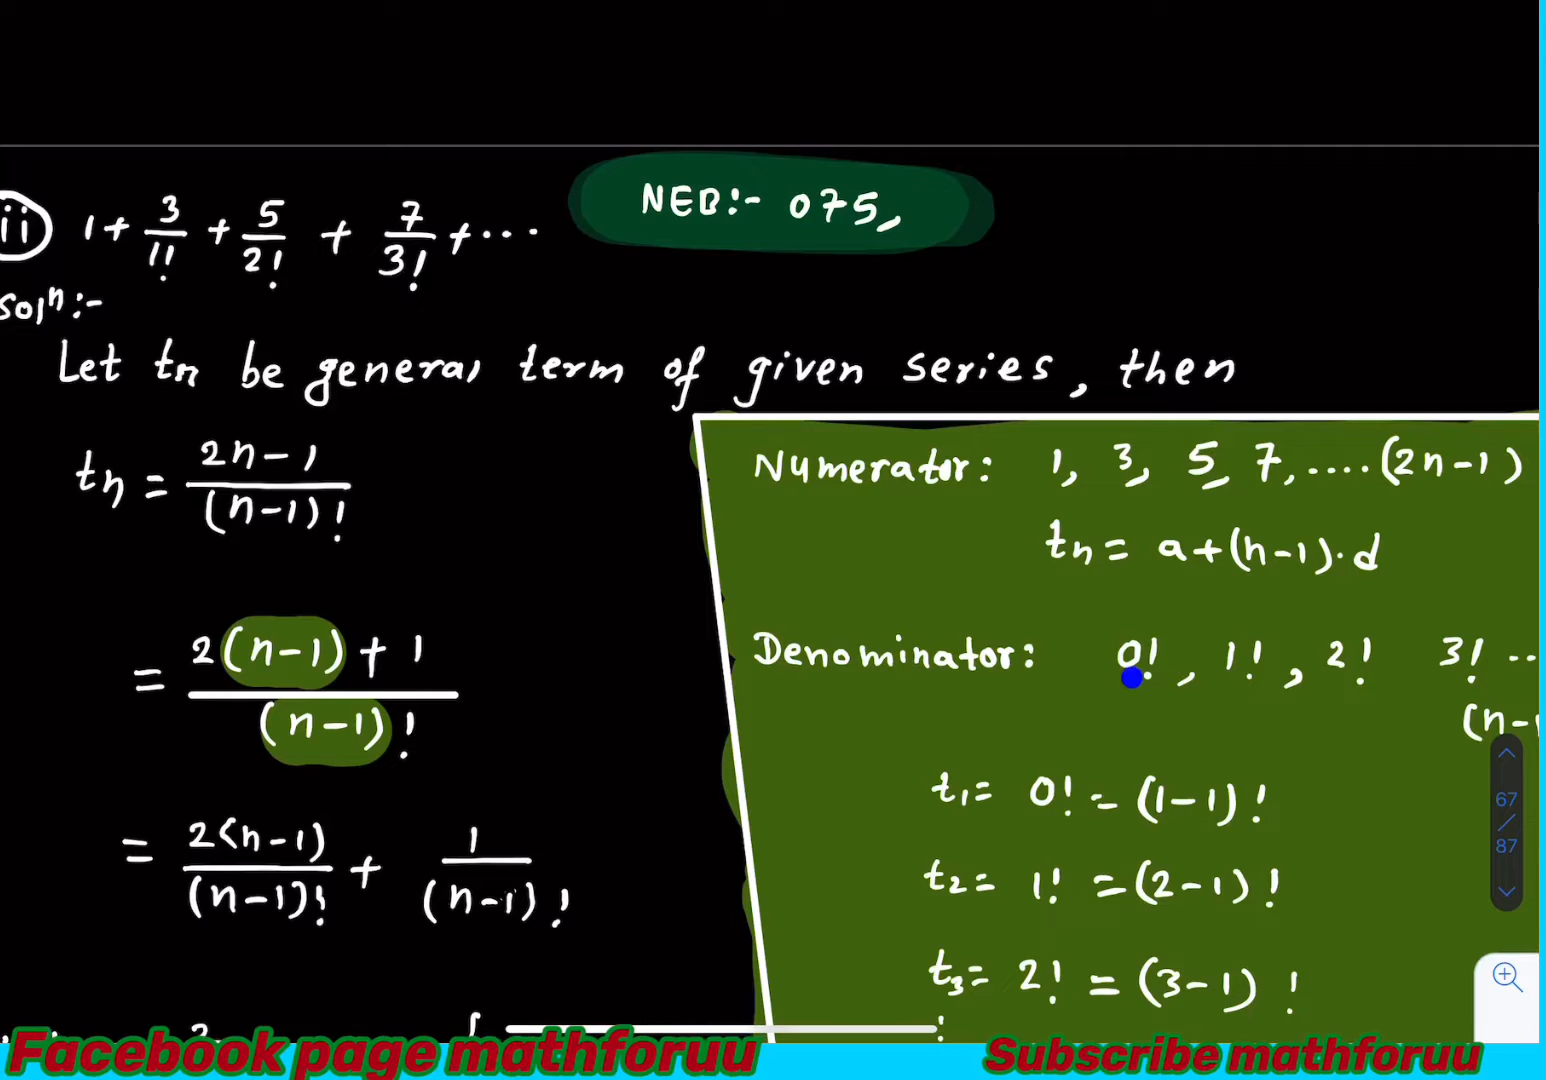 ii) 1 + 3/1! + 5/2! + 7/3! + ...
NEB:- 075,
Solⁿ:-
Let tn be general term of given series, then
tn = (2n-1)/(n-1)!
= (2(n-1)+1)/(n-1)!
= 2(n-1)/(n-1)! + 1/(n-1)!
Numerator: 1, 3, 5, 7, ....(2n-1)
tn = a+(n-1).d
Denominator: 0!, 1!, 2! 3! ..
t1 = 0! = (1-1)!
t2 = 1! = (2-1)!
t3 = 2! = (3-1)!
67
/
87
Facebook page mathforuu
Subscribe mathforuu